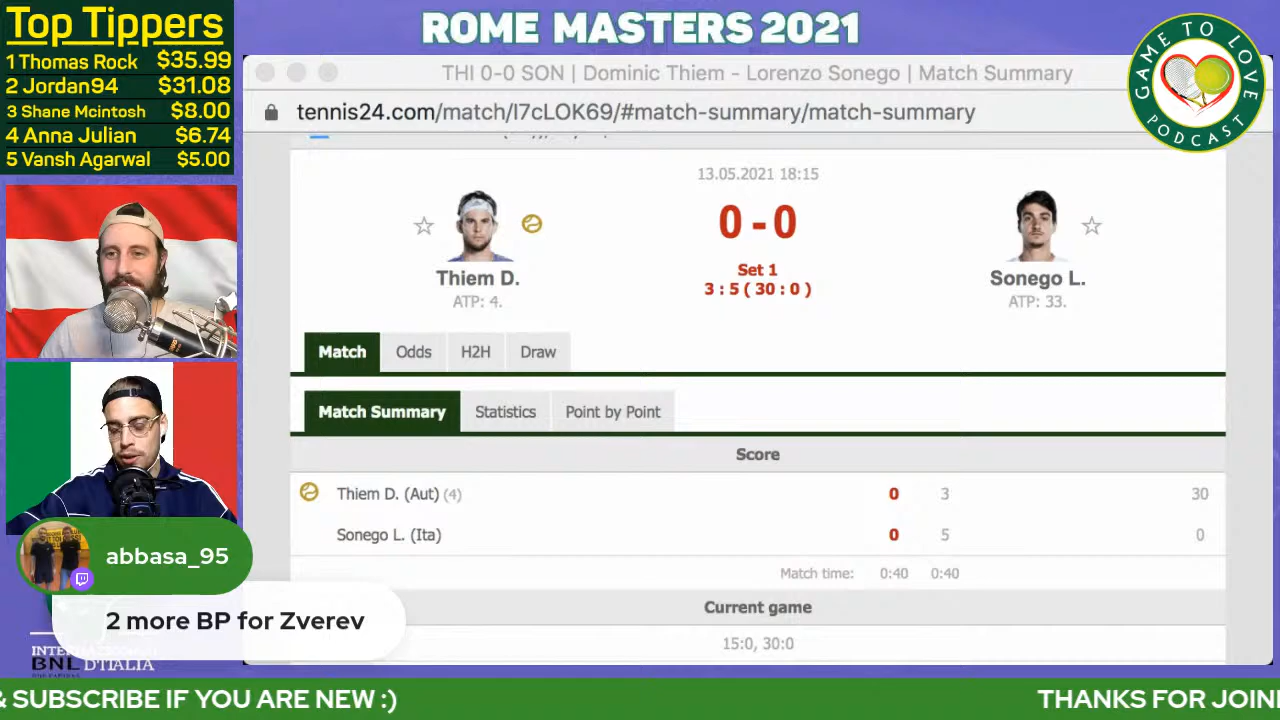 Top Tippers
1 Thomas Rock $35.99
2 Jordan94 $31.08
3 Shane Mcintosh $8.00
4 Anna Julian $6.74
5 Vansh Agarwal $5.00
ROME MASTERS 2021
GAME TO LOVE
PODCAST
THI 0-0 SON | Dominic Thiem - Lorenzo Sonego | Match Summary
tennis24.com/match/I7cLOK69/#match-summary/match-summary
13.05.2021 18:15
0 - 0
Set 1
3 : 5 ( 30 : 0 )
Thiem D.
ATP: 4.
Sonego L.
ATP: 33.
Match Odds H2H Draw
Match Summary Statistics Point by Point
Score
Thiem D. (Aut) (4) 0 3 30
Sonego L. (Ita) 0 5 0
Match time: 0:40 0:40
Current game
15:0, 30:0
abbasa_95
2 more BP for Zverev
BNL D'ITALIA
& SUBSCRIBE IF YOU ARE NEW :) THANKS FOR JOIN